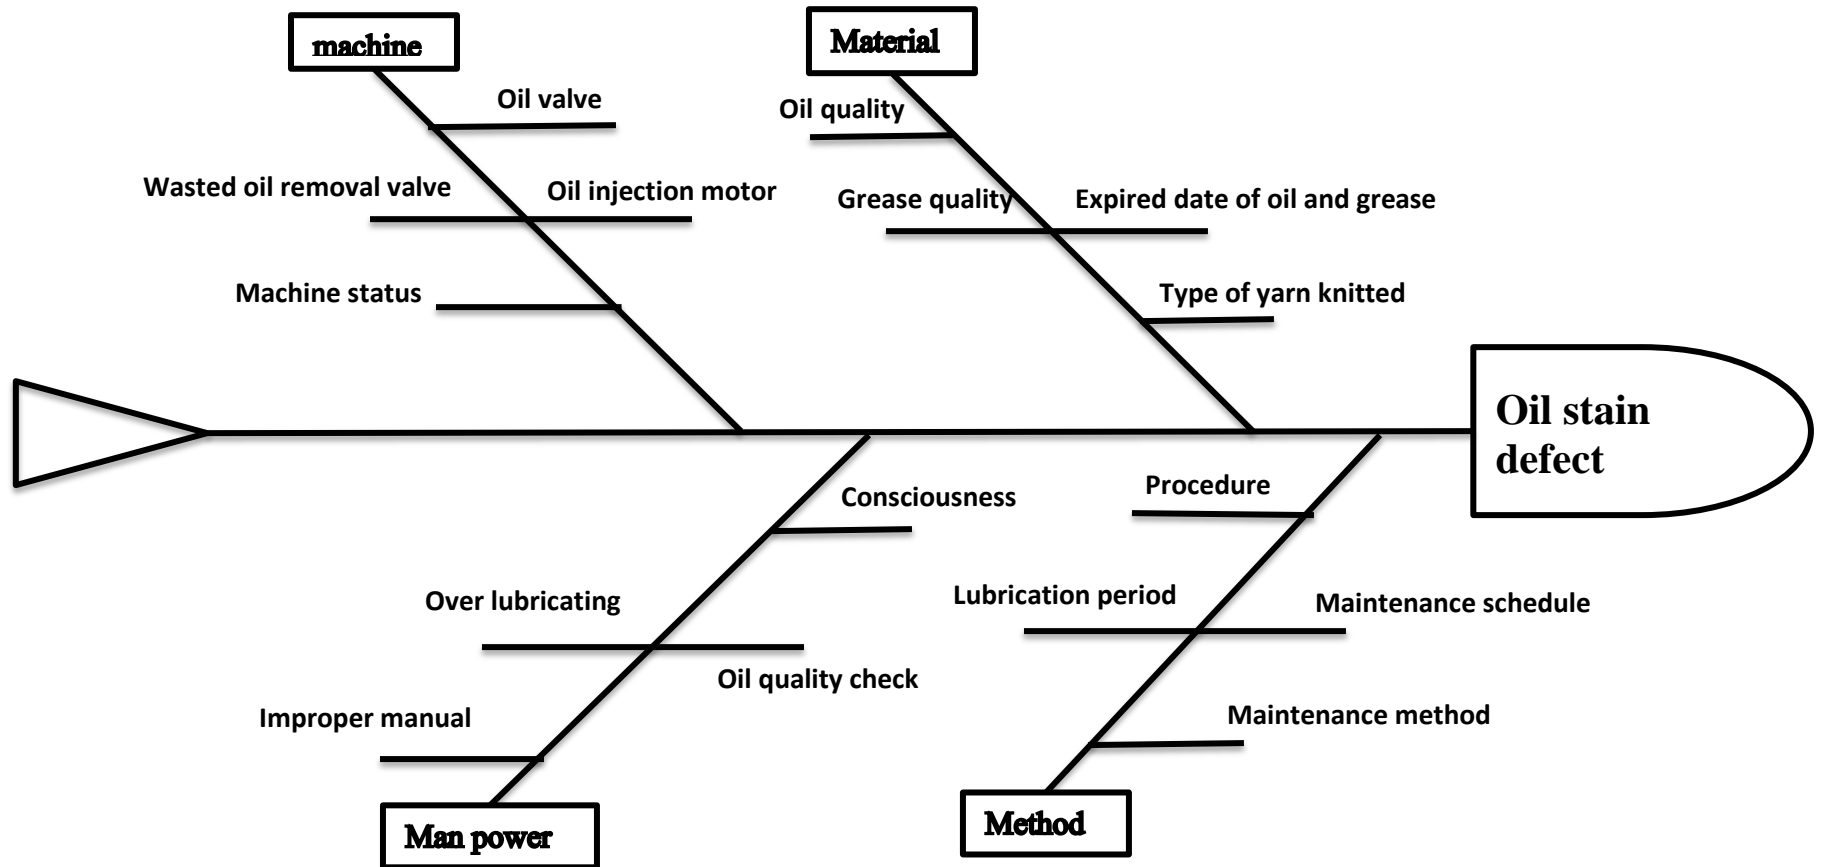 machine
Material
Oil valve
Oil quality
Wasted oil removal valve
Oil injection motor
Grease quality
Expired date of oil and grease
Machine status
Type of yarn knitted
Oil stain
defect
Consciousness
Procedure
Over lubricating
Lubrication period
Maintenance schedule
Oil quality check
Improper manual
Maintenance method
Man power
Method